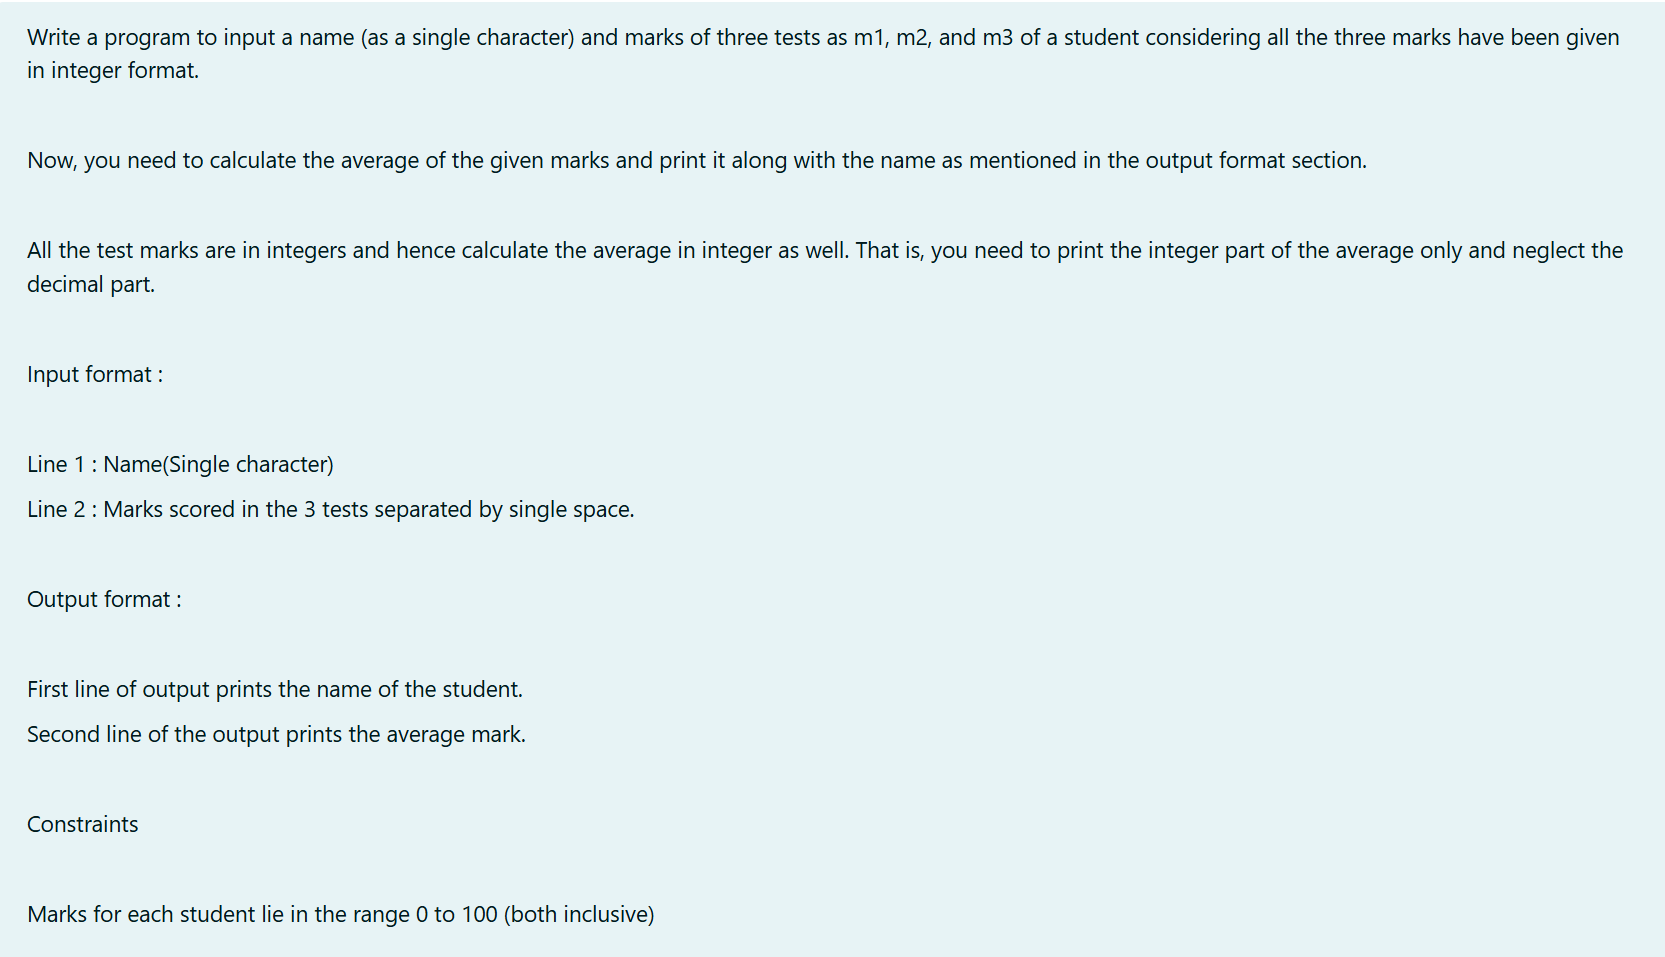 Write a program to input a name (as a single character) and marks of three tests as m1, m2, and m3 of a student considering all the three marks have been given
in integer format.
Now, you need to calculate the average of the given marks and print it along with the name as mentioned in the output format section.
All the test marks are in integers and hence calculate the average in integer as well. That is, you need to print the integer part of the average only and neglect the
decimal part.
Input format :
Line 1 : Name(Single character)
Line 2 : Marks scored in the 3 tests separated by single space.
Output format :
First line of output prints the name of the student.
Second line of the output prints the average mark.
Constraints
Marks for each student lie in the range 0 to 100 (both inclusive)